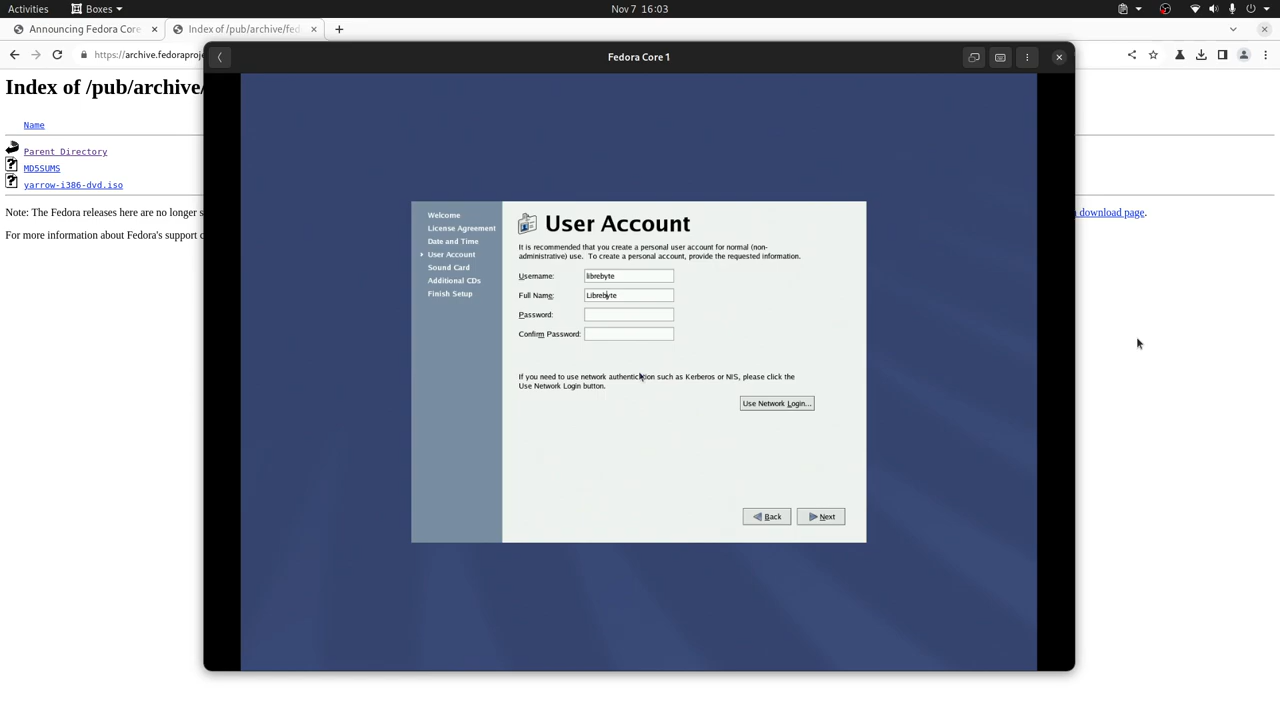 Activities Boxes Nov 7 16:03
Announcing Fedora Core Index of /pub/archive/fed
https://archive.fedoraproje
Fedora Core 1
Index of /pub/archive/
Name
Parent Directory
MD5SUMS
yarrow-i386-dvd.iso
Note: The Fedora releases here are no longer s
download page.
For more information about Fedora's support
Welcome
License Agreement
Date and Time
User Account
Sound Card
Additional CDs
Finish Setup
User Account
It is recommended that you create a personal user account for normal (non-
administrative) use. To create a personal account, provide the requested information.
Username: librebyte
Full Name: Librebyte
Password:
Confirm Password:
If you need to use network authentication such as Kerberos or NIS, please click the
Use Network Login button.
Use Network Login...
Back Next